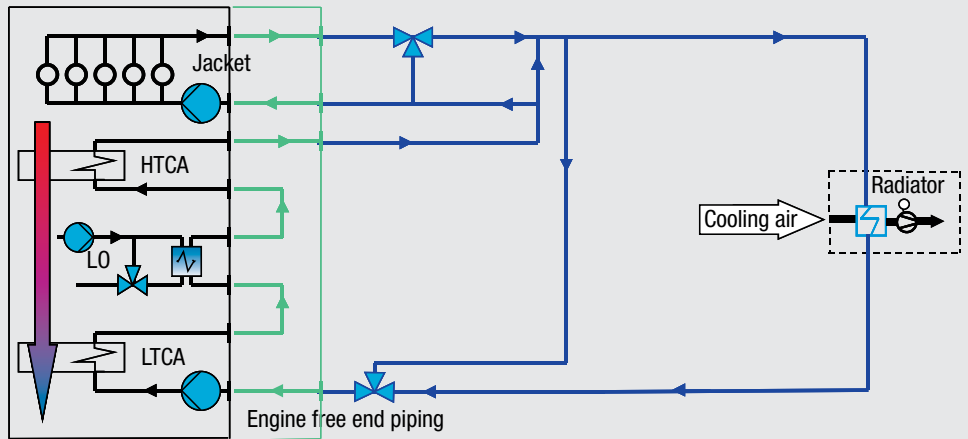 Jacket
HTCA
Radiator
Cooling air
LO
LTCA
Engine free end piping